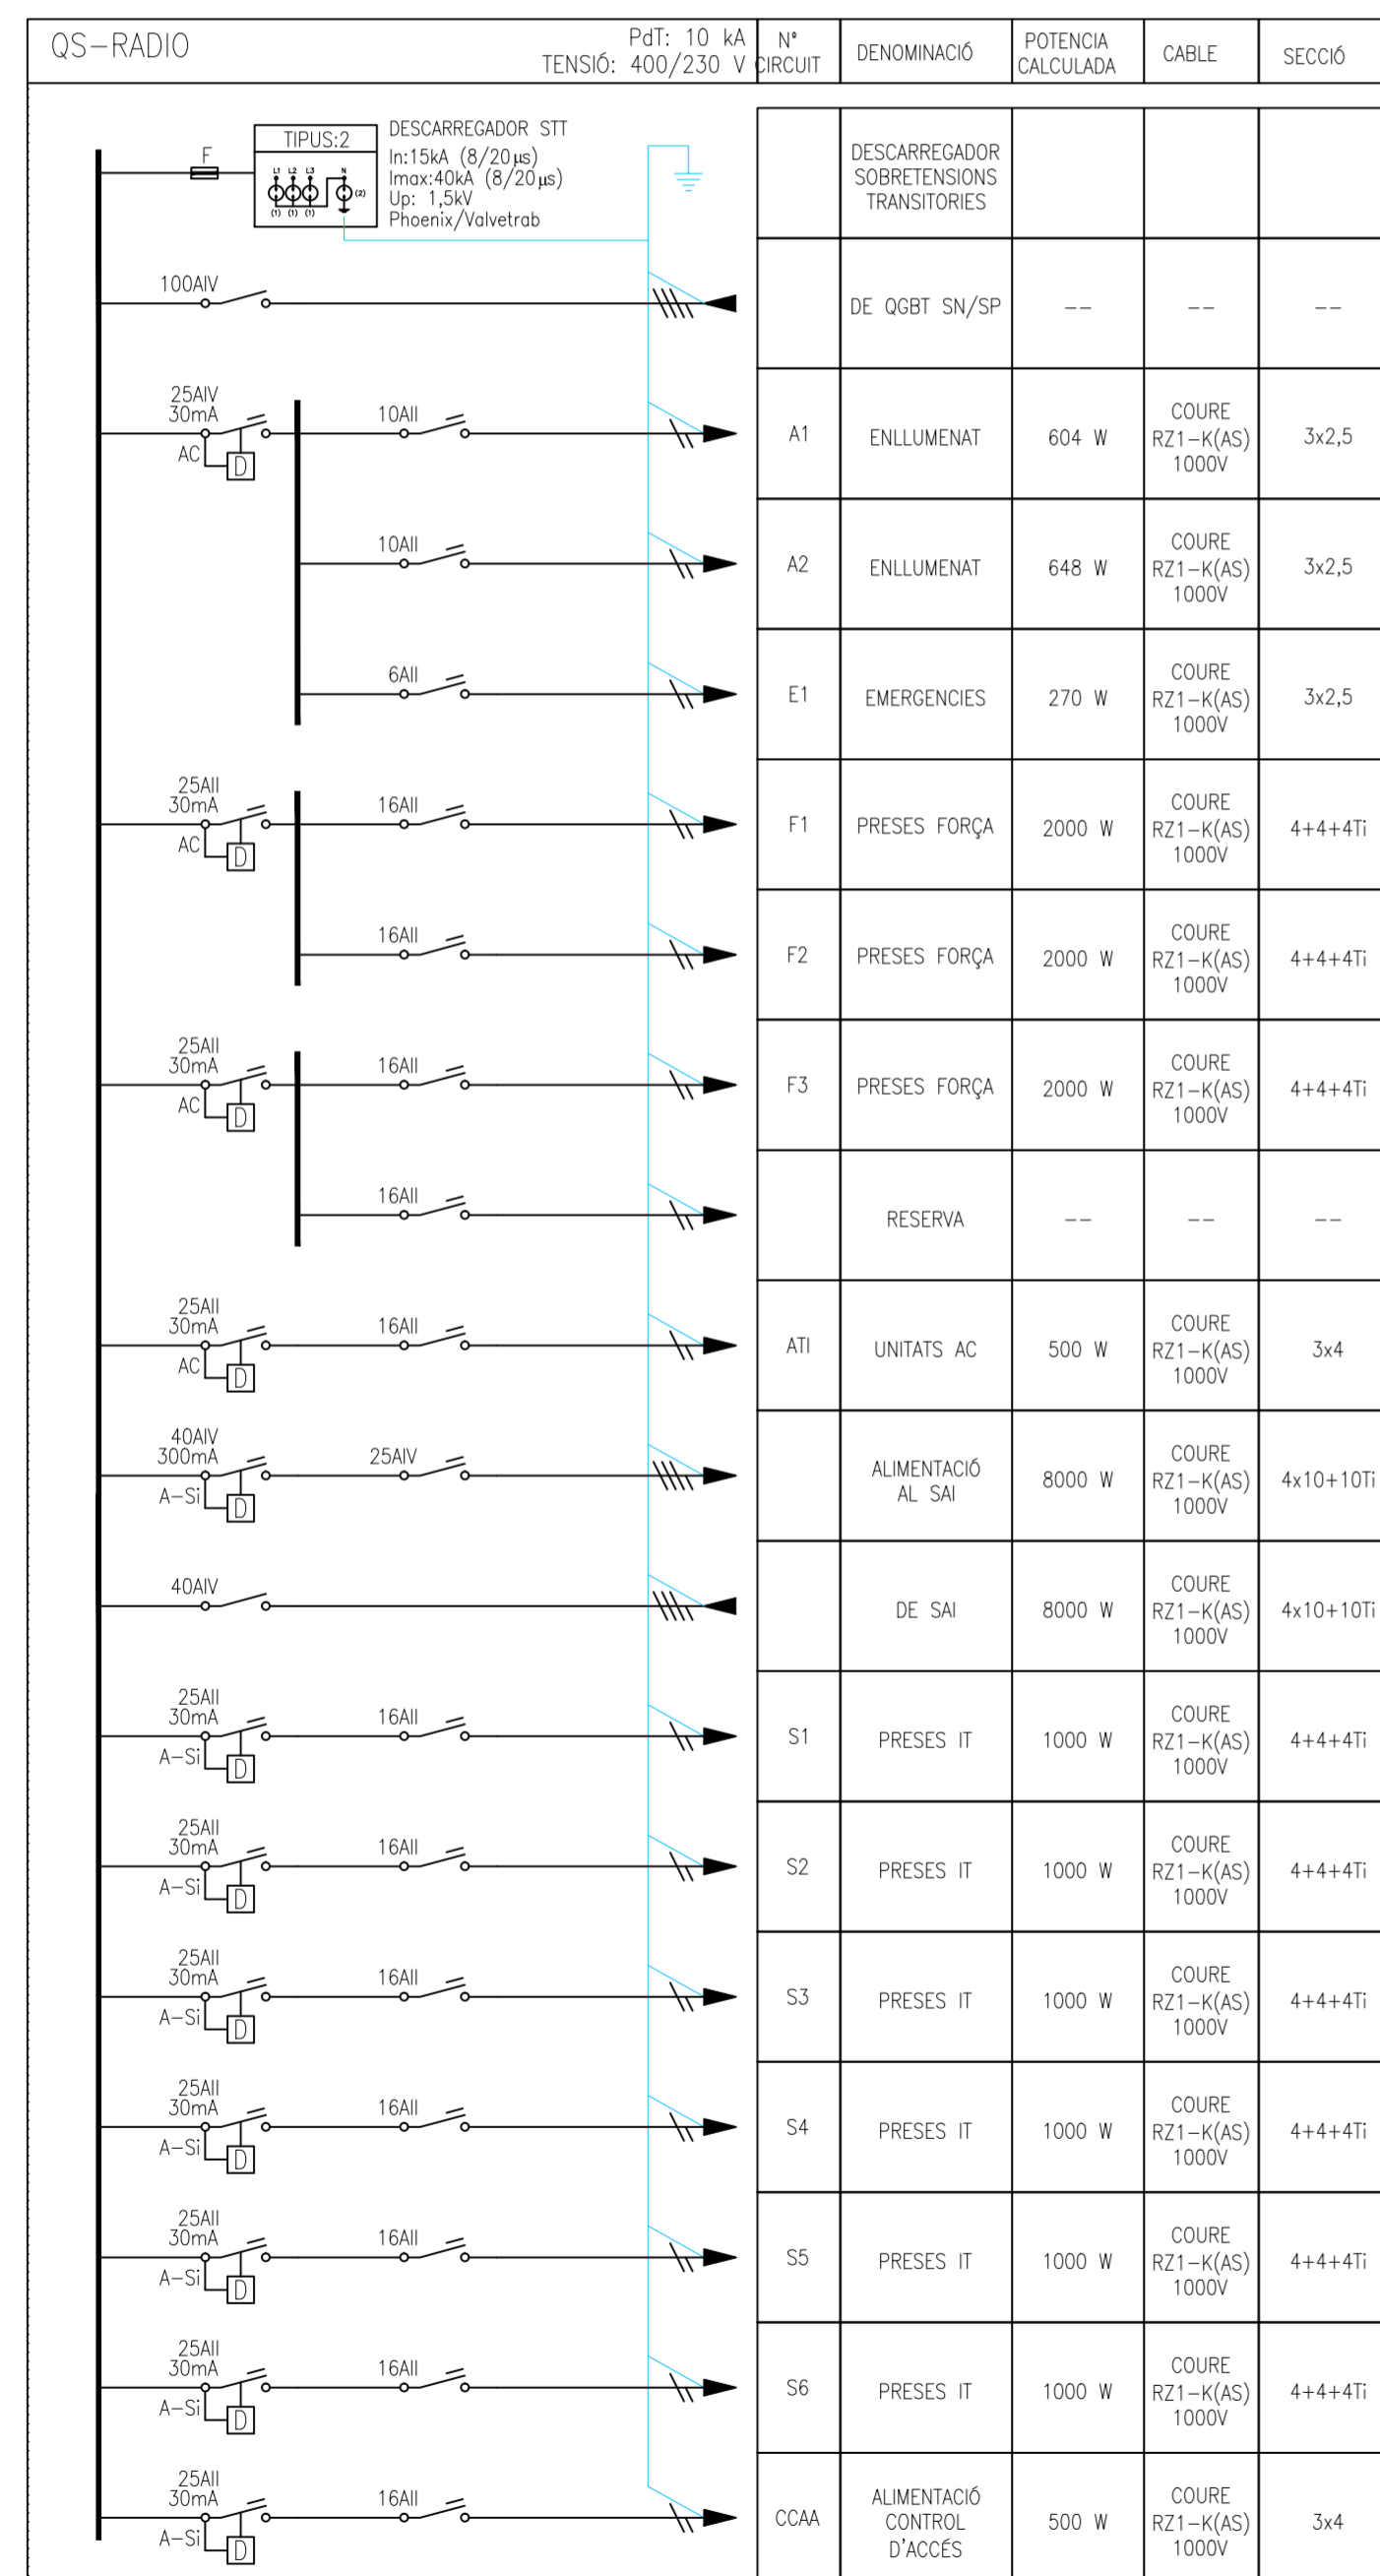 QS-RADIO
PdT: 10 kA
TENSIÓ: 400/230 V
Nº
CIRCUIT
DENOMINACIÓ
POTENCIA
CALCULADA
CABLE
SECCIÓ
F
TIPUS:2
L1 L2 L3 N
(1) (1) (1) (2)
DESCARREGADOR STT
In:15kA (8/20µs)
Imax:40kA (8/20µs)
Up: 1,5kV
Phoenix/Valvetrab
DESCARREGADOR
SOBRETENSIONS
TRANSITORIES
100AIV
DE QGBT SN/SP
--
--
--
25AIV
30mA
AC
D
10AII
A1
ENLLUMENAT
604 W
COURE
RZ1-K(AS)
1000V
3x2,5
10AII
A2
ENLLUMENAT
648 W
COURE
RZ1-K(AS)
1000V
3x2,5
6AII
E1
EMERGENCIES
270 W
COURE
RZ1-K(AS)
1000V
3x2,5
25AII
30mA
AC
D
16AII
F1
PRESES FORÇA
2000 W
COURE
RZ1-K(AS)
1000V
4+4+4Ti
16AII
F2
PRESES FORÇA
2000 W
COURE
RZ1-K(AS)
1000V
4+4+4Ti
25AII
30mA
AC
D
16AII
F3
PRESES FORÇA
2000 W
COURE
RZ1-K(AS)
1000V
4+4+4Ti
16AII
RESERVA
--
--
--
25AII
30mA
AC
D
16AII
ATI
UNITATS AC
500 W
COURE
RZ1-K(AS)
1000V
3x4
40AIV
300mA
A-Si
D
25AIV
ALIMENTACIÓ
AL SAI
8000 W
COURE
RZ1-K(AS)
1000V
4x10+10Ti
40AIV
DE SAI
8000 W
COURE
RZ1-K(AS)
1000V
4x10+10Ti
25AII
30mA
A-Si
D
16AII
S1
PRESES IT
1000 W
COURE
RZ1-K(AS)
1000V
4+4+4Ti
25AII
30mA
A-Si
D
16AII
S2
PRESES IT
1000 W
COURE
RZ1-K(AS)
1000V
4+4+4Ti
25AII
30mA
A-Si
D
16AII
S3
PRESES IT
1000 W
COURE
RZ1-K(AS)
1000V
4+4+4Ti
25AII
30mA
A-Si
D
16AII
S4
PRESES IT
1000 W
COURE
RZ1-K(AS)
1000V
4+4+4Ti
25AII
30mA
A-Si
D
16AII
S5
PRESES IT
1000 W
COURE
RZ1-K(AS)
1000V
4+4+4Ti
25AII
30mA
A-Si
D
16AII
S6
PRESES IT
1000 W
COURE
RZ1-K(AS)
1000V
4+4+4Ti
25AII
30mA
A-Si
D
16AII
CCAA
ALIMENTACIÓ
CONTROL
D'ACCÉS
500 W
COURE
RZ1-K(AS)
1000V
3x4